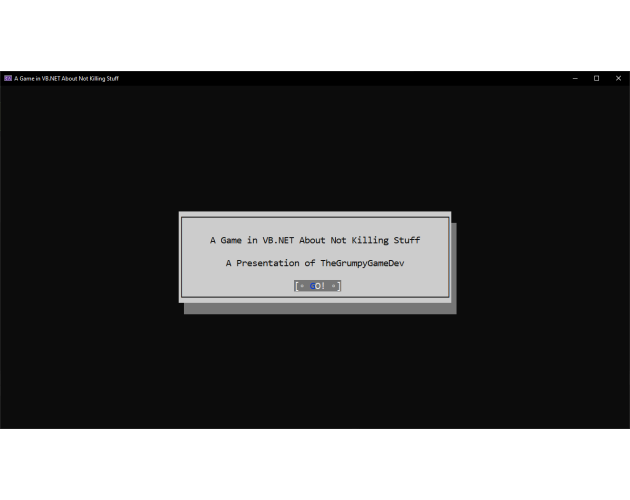 A Game in VB.NET About Not Killing Stuff
A Game in VB.NET About Not Killing Stuff
A Presentation of TheGrumpyGameDev
[◦ GO! ◦]